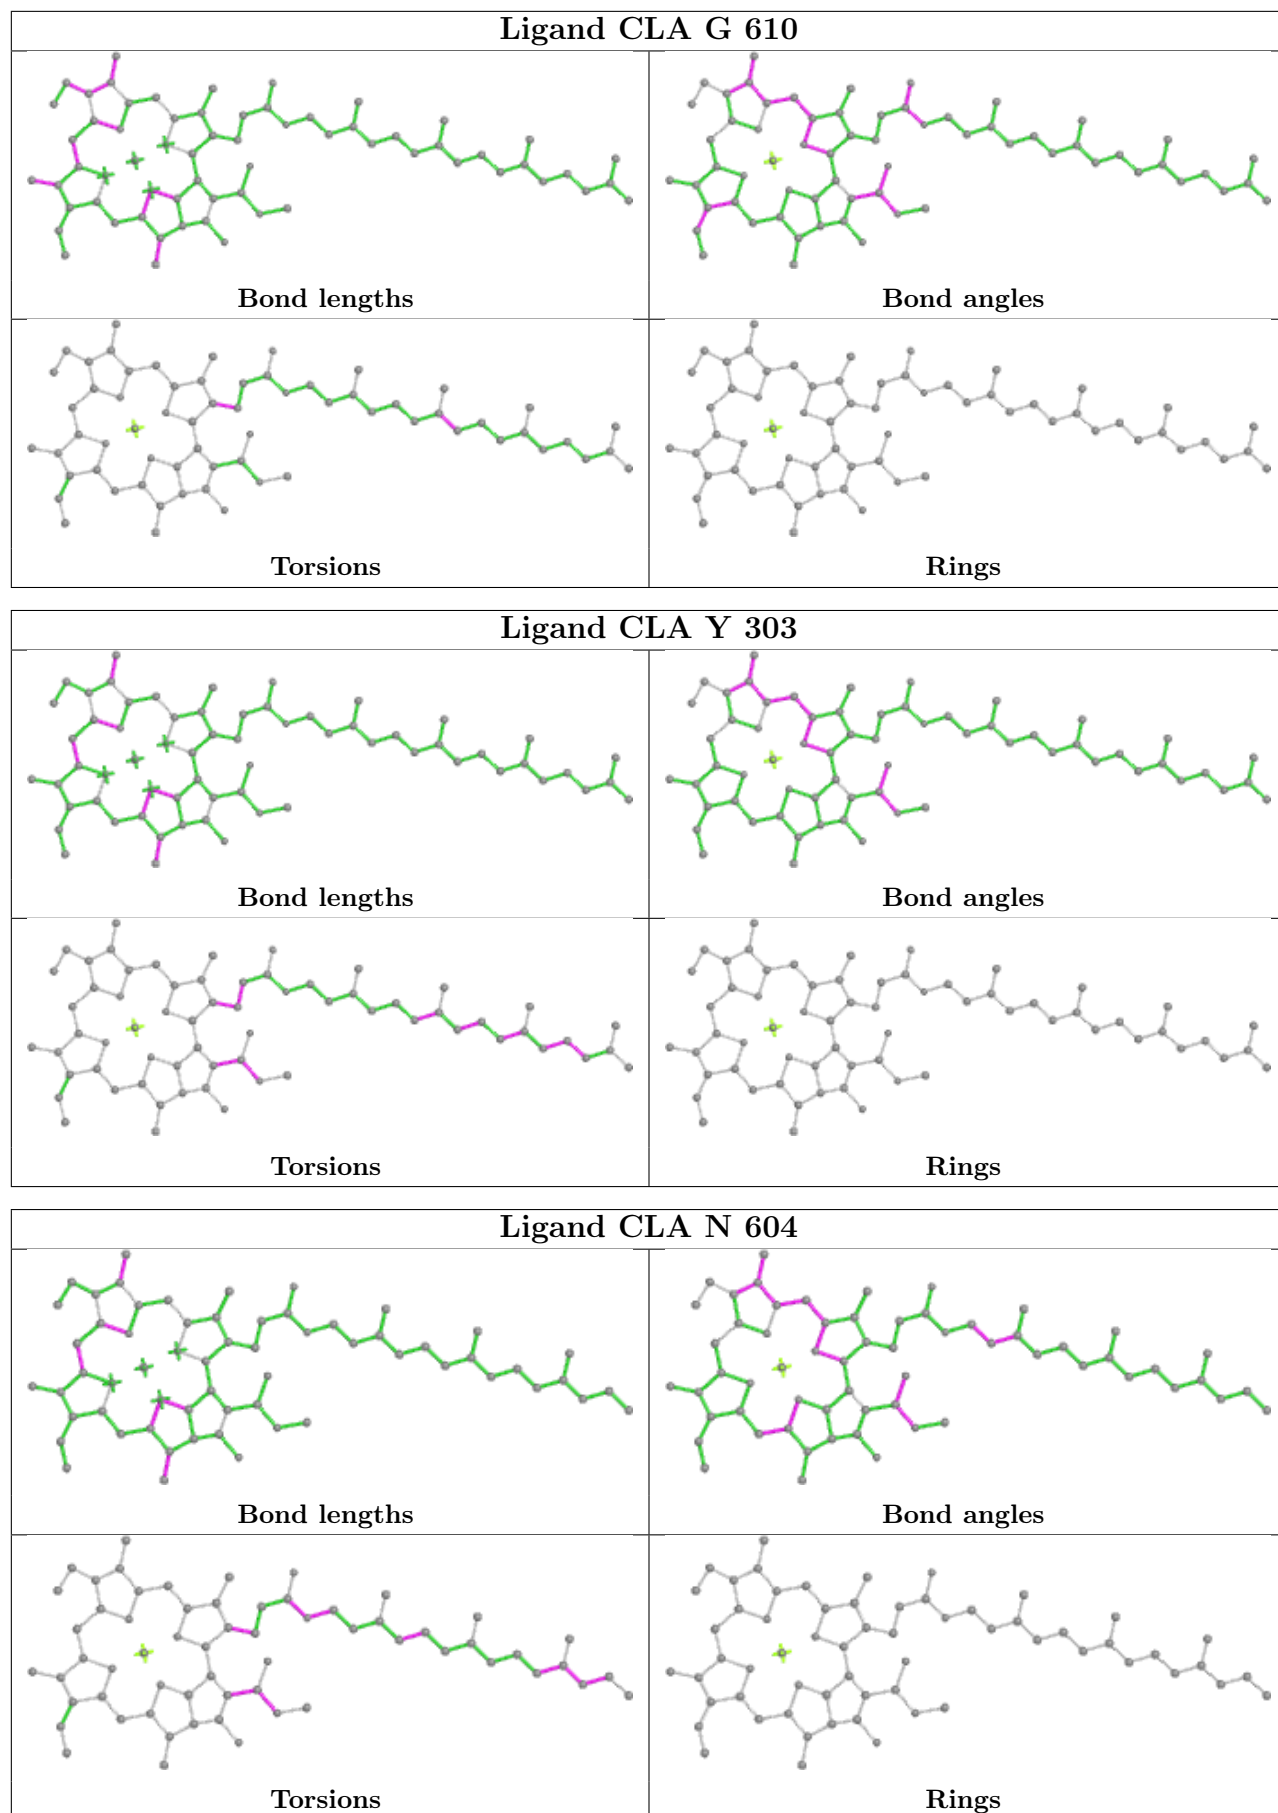 Ligand CLA G 610
Bond lengths
Bond angles
Torsions
Rings
Ligand CLA Y 303
Bond lengths
Bond angles
Torsions
Rings
Ligand CLA N 604
Bond lengths
Bond angles
Torsions
Rings